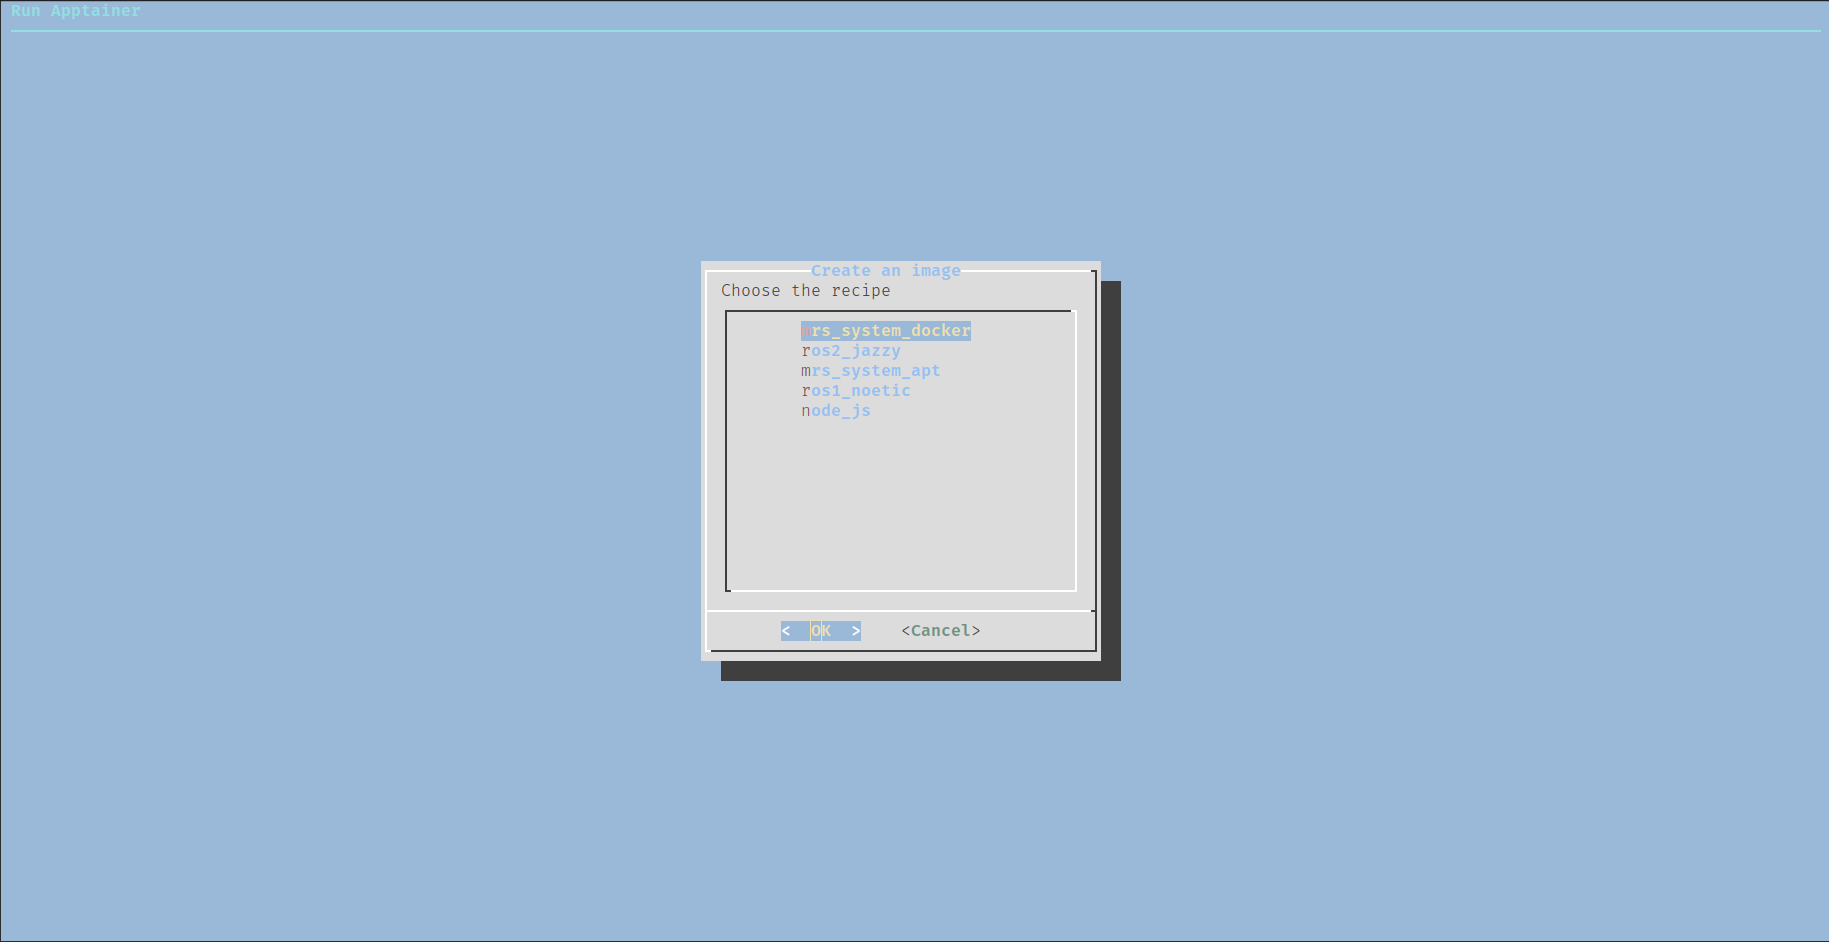 Run Apptainer
Create an image
Choose the recipe
mrs_system_docker
ros2_jazzy
mrs_system_apt
ros1_noetic
node_js
<  OK  > <Cancel>